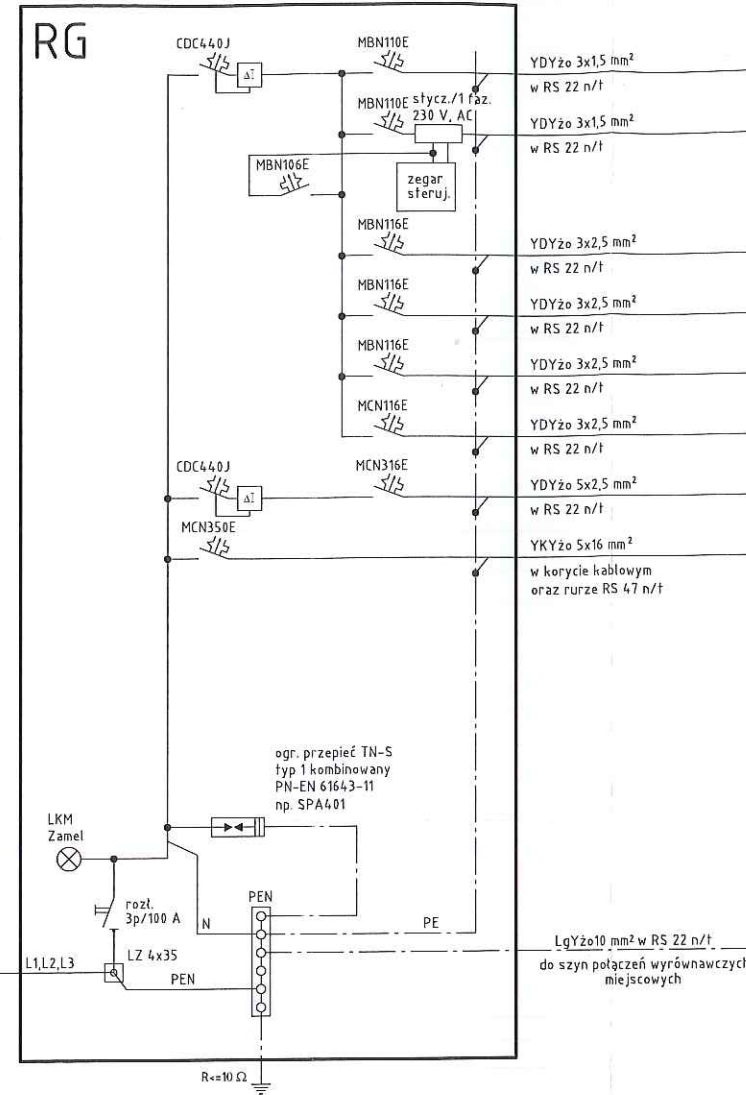 RG
CDC440J
ΔI
MBN110E
YDYżo 3x1,5 mm²
w RS 22 n/t
MBN110E
stycz./1 faz.
230 V, AC
YDYżo 3x1,5 mm²
w RS 22 n/t
MBN106E
zegar
steruj.
MBN116E
YDYżo 3x2,5 mm²
w RS 22 n/t
MBN116E
YDYżo 3x2,5 mm²
w RS 22 n/t
MBN116E
YDYżo 3x2,5 mm²
w RS 22 n/t
MCN116E
YDYżo 3x2,5 mm²
w RS 22 n/t
CDC440J
ΔI
MCN316E
YDYżo 5x2,5 mm²
w RS 22 n/t
MCN350E
YKYżo 5x16 mm²
w korycie kablowym
oraz rurze RS 47 n/t
ogr. przepieć TN-S
typ 1 kombinowany
PN-EN 61643-11
np. SPA401
LKM
Zamel
rozł.
3p/100 A
N
PEN
PE
LgYżo10 mm² w RS 22 n/t
do szyn połączeń wyrównawczych
miejscowych
L1,L2,L3
LZ 4x35
PEN
R<=10 Ω